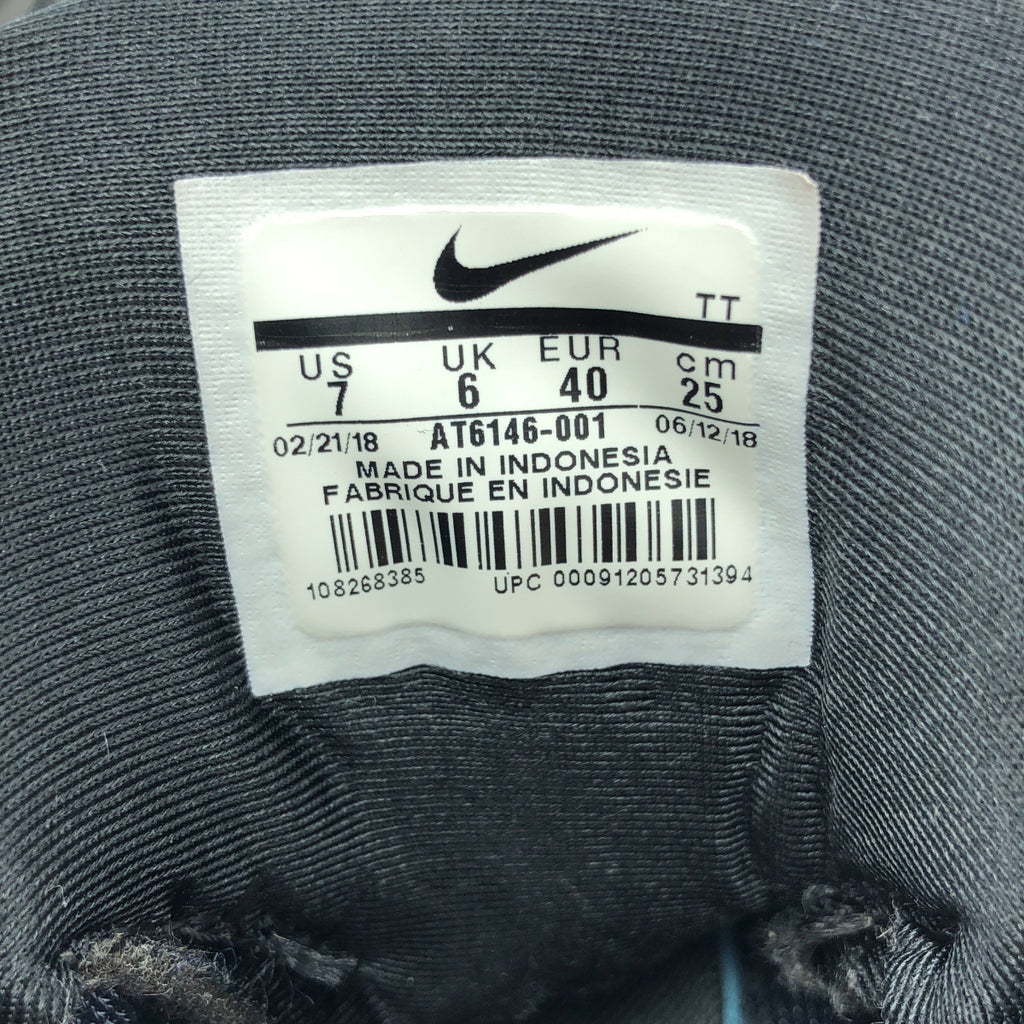 TT
US UK EUR cm
7 6 40 25
02/21/18 AT6146-001 06/12/18
MADE IN INDONESIA
FABRIQUE EN INDONESIE
108268385 UPC 00091205731394